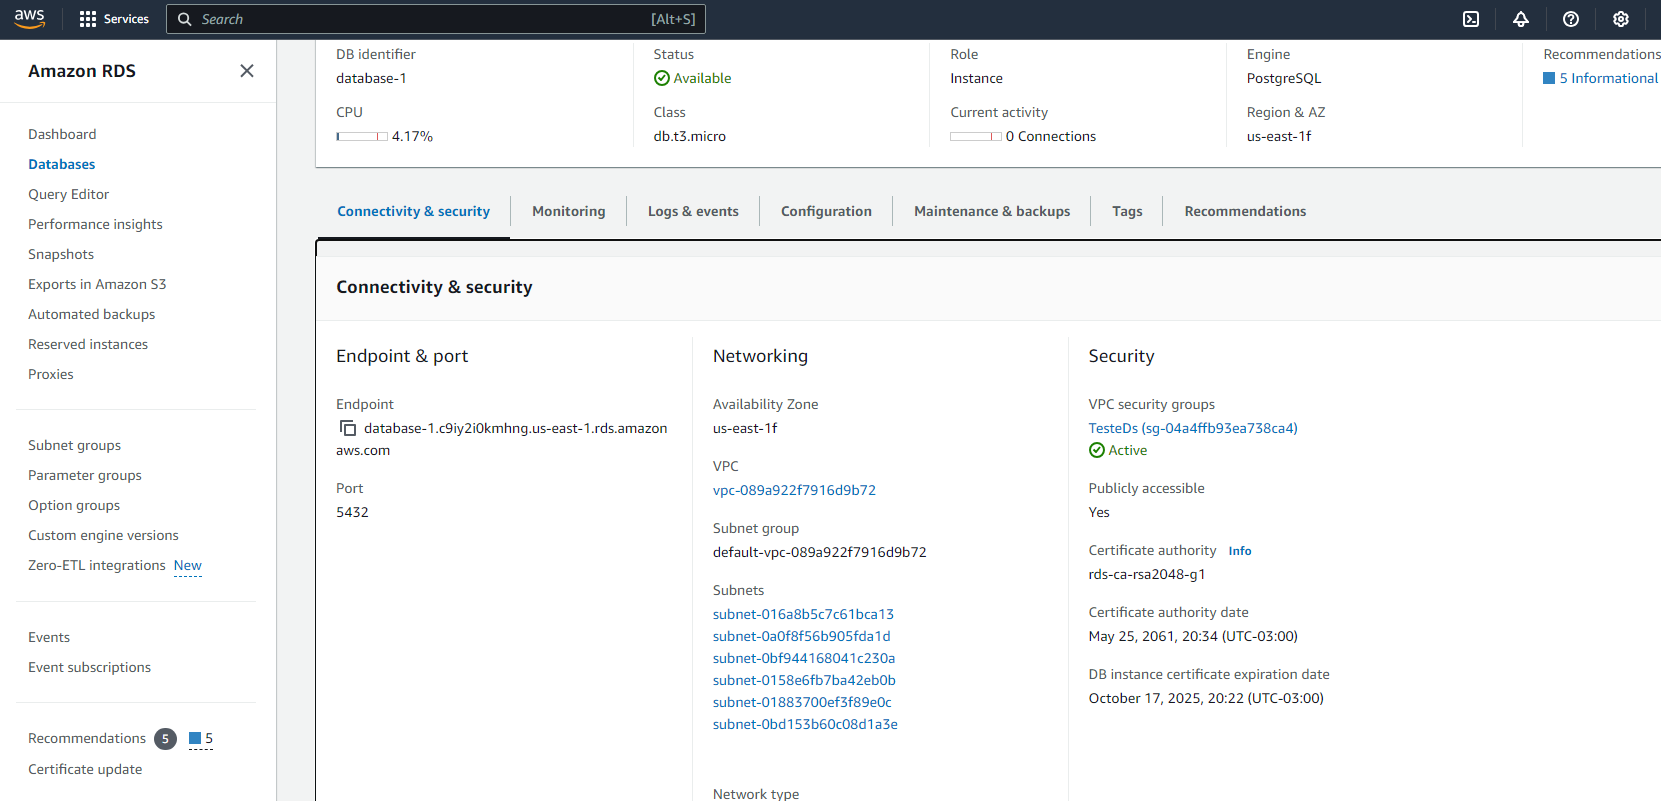 aws
Services
Search
[Alt+S]
Amazon RDS
Dashboard
Databases
Query Editor
Performance insights
Snapshots
Exports in Amazon S3
Automated backups
Reserved instances
Proxies
Subnet groups
Parameter groups
Option groups
Custom engine versions
Zero-ETL integrations New
Events
Event subscriptions
Recommendations 5 5
Certificate update
DB identifier
database-1
Status
Available
Role
Instance
Engine
PostgreSQL
Recommendations
5 Informational
CPU
4.17%
Class
db.t3.micro
Current activity
0 Connections
Region & AZ
us-east-1f
Connectivity & security
Monitoring
Logs & events
Configuration
Maintenance & backups
Tags
Recommendations
Connectivity & security
Endpoint & port
Endpoint
database-1.c9iy2i0kmhng.us-east-1.rds.amazon
aws.com
Port
5432
Networking
Availability Zone
us-east-1f
VPC
vpc-089a922f7916d9b72
Subnet group
default-vpc-089a922f7916d9b72
Subnets
subnet-016a8b5c7c61bca13
subnet-0a0f8f56b905fda1d
subnet-0bf944168041c230a
subnet-0158e6fb7ba42eb0b
subnet-01883700ef3f89e0c
subnet-0bd153b60c08d1a3e
Network type
Security
VPC security groups
TesteDs (sg-04a4ffb93ea738ca4)
Active
Publicly accessible
Yes
Certificate authority Info
rds-ca-rsa2048-g1
Certificate authority date
May 25, 2061, 20:34 (UTC-03:00)
DB instance certificate expiration date
October 17, 2025, 20:22 (UTC-03:00)